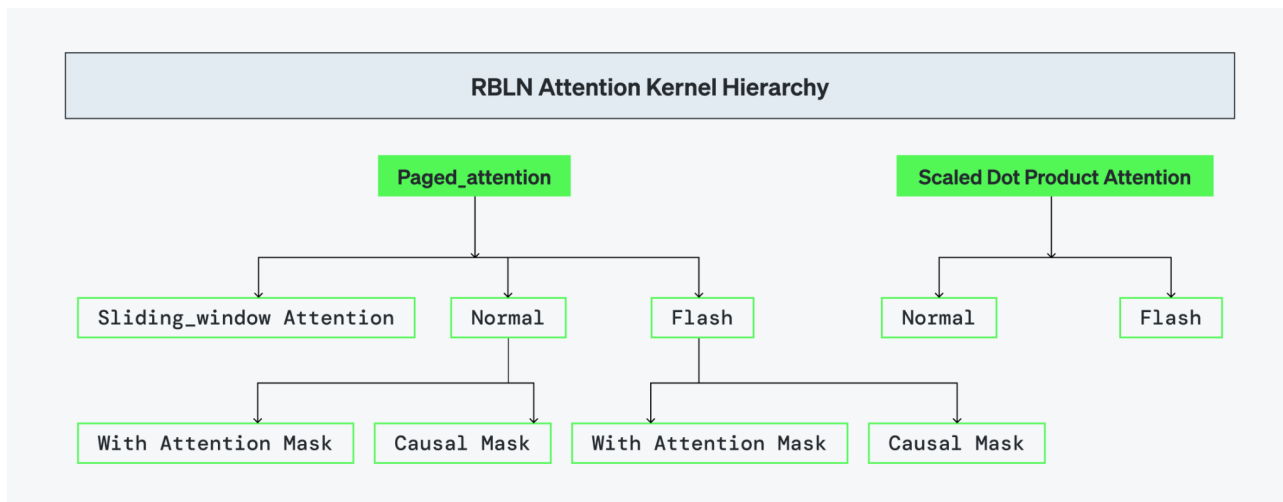 RBLN Attention Kernel Hierarchy
Paged_attention
Scaled Dot Product Attention
Sliding_window Attention
Normal
Flash
Normal
Flash
With Attention Mask
Causal Mask
With Attention Mask
Causal Mask